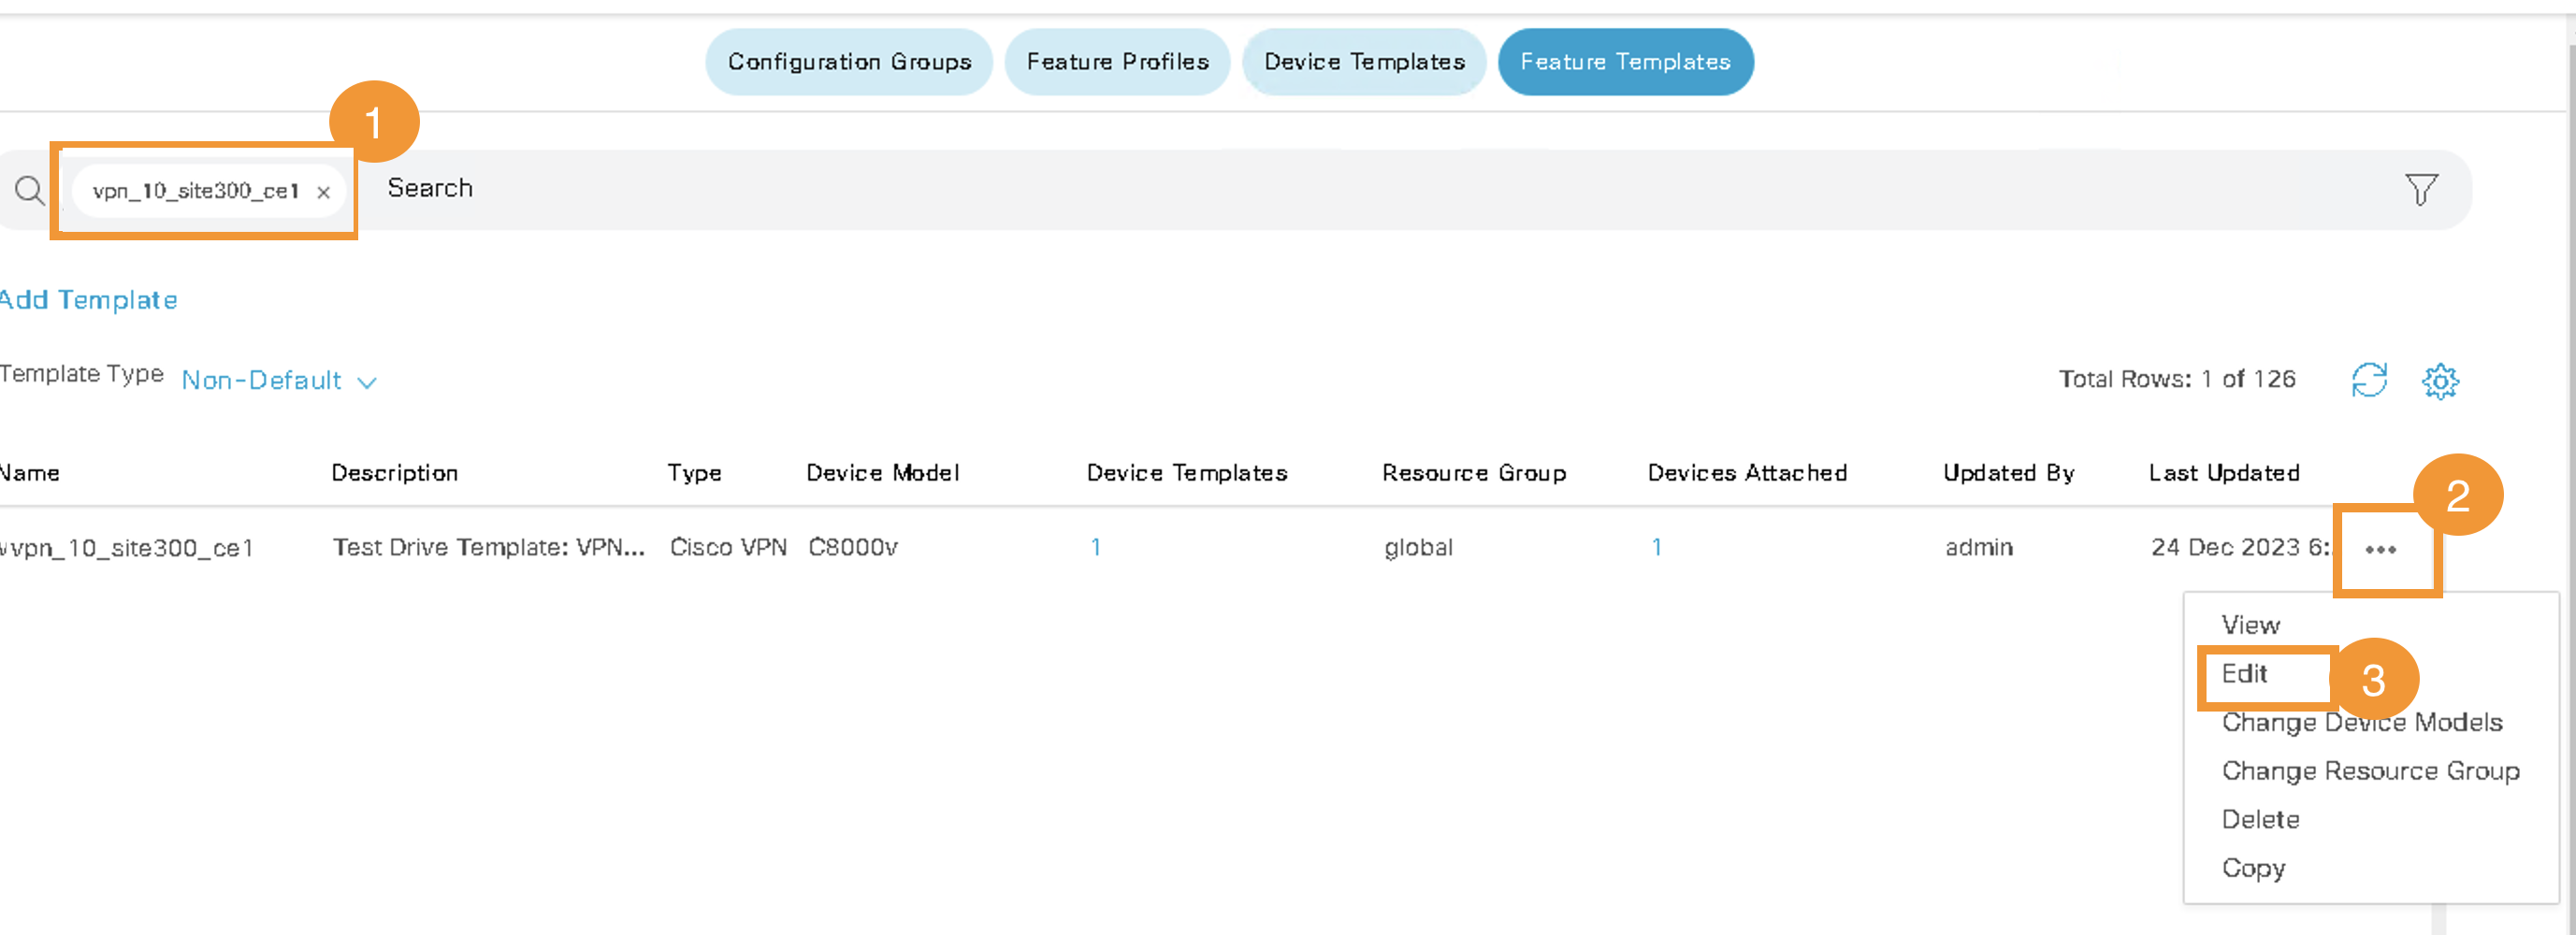 Configuration Groups Feature Profiles Device Templates Feature Templates
1
vpn_10_site300_ce1 × Search
Add Template
Template Type Non-Default Total Rows: 1 of 126
Name Description Type Device Model Device Templates Resource Group Devices Attached Updated By Last Updated
2
vvpn_10_site300_ce1 Test Drive Template: VPN... Cisco VPN C8000v 1 global 1 admin 24 Dec 2023 6:
View
Edit
3
Change Device Models
Change Resource Group
Delete
Copy